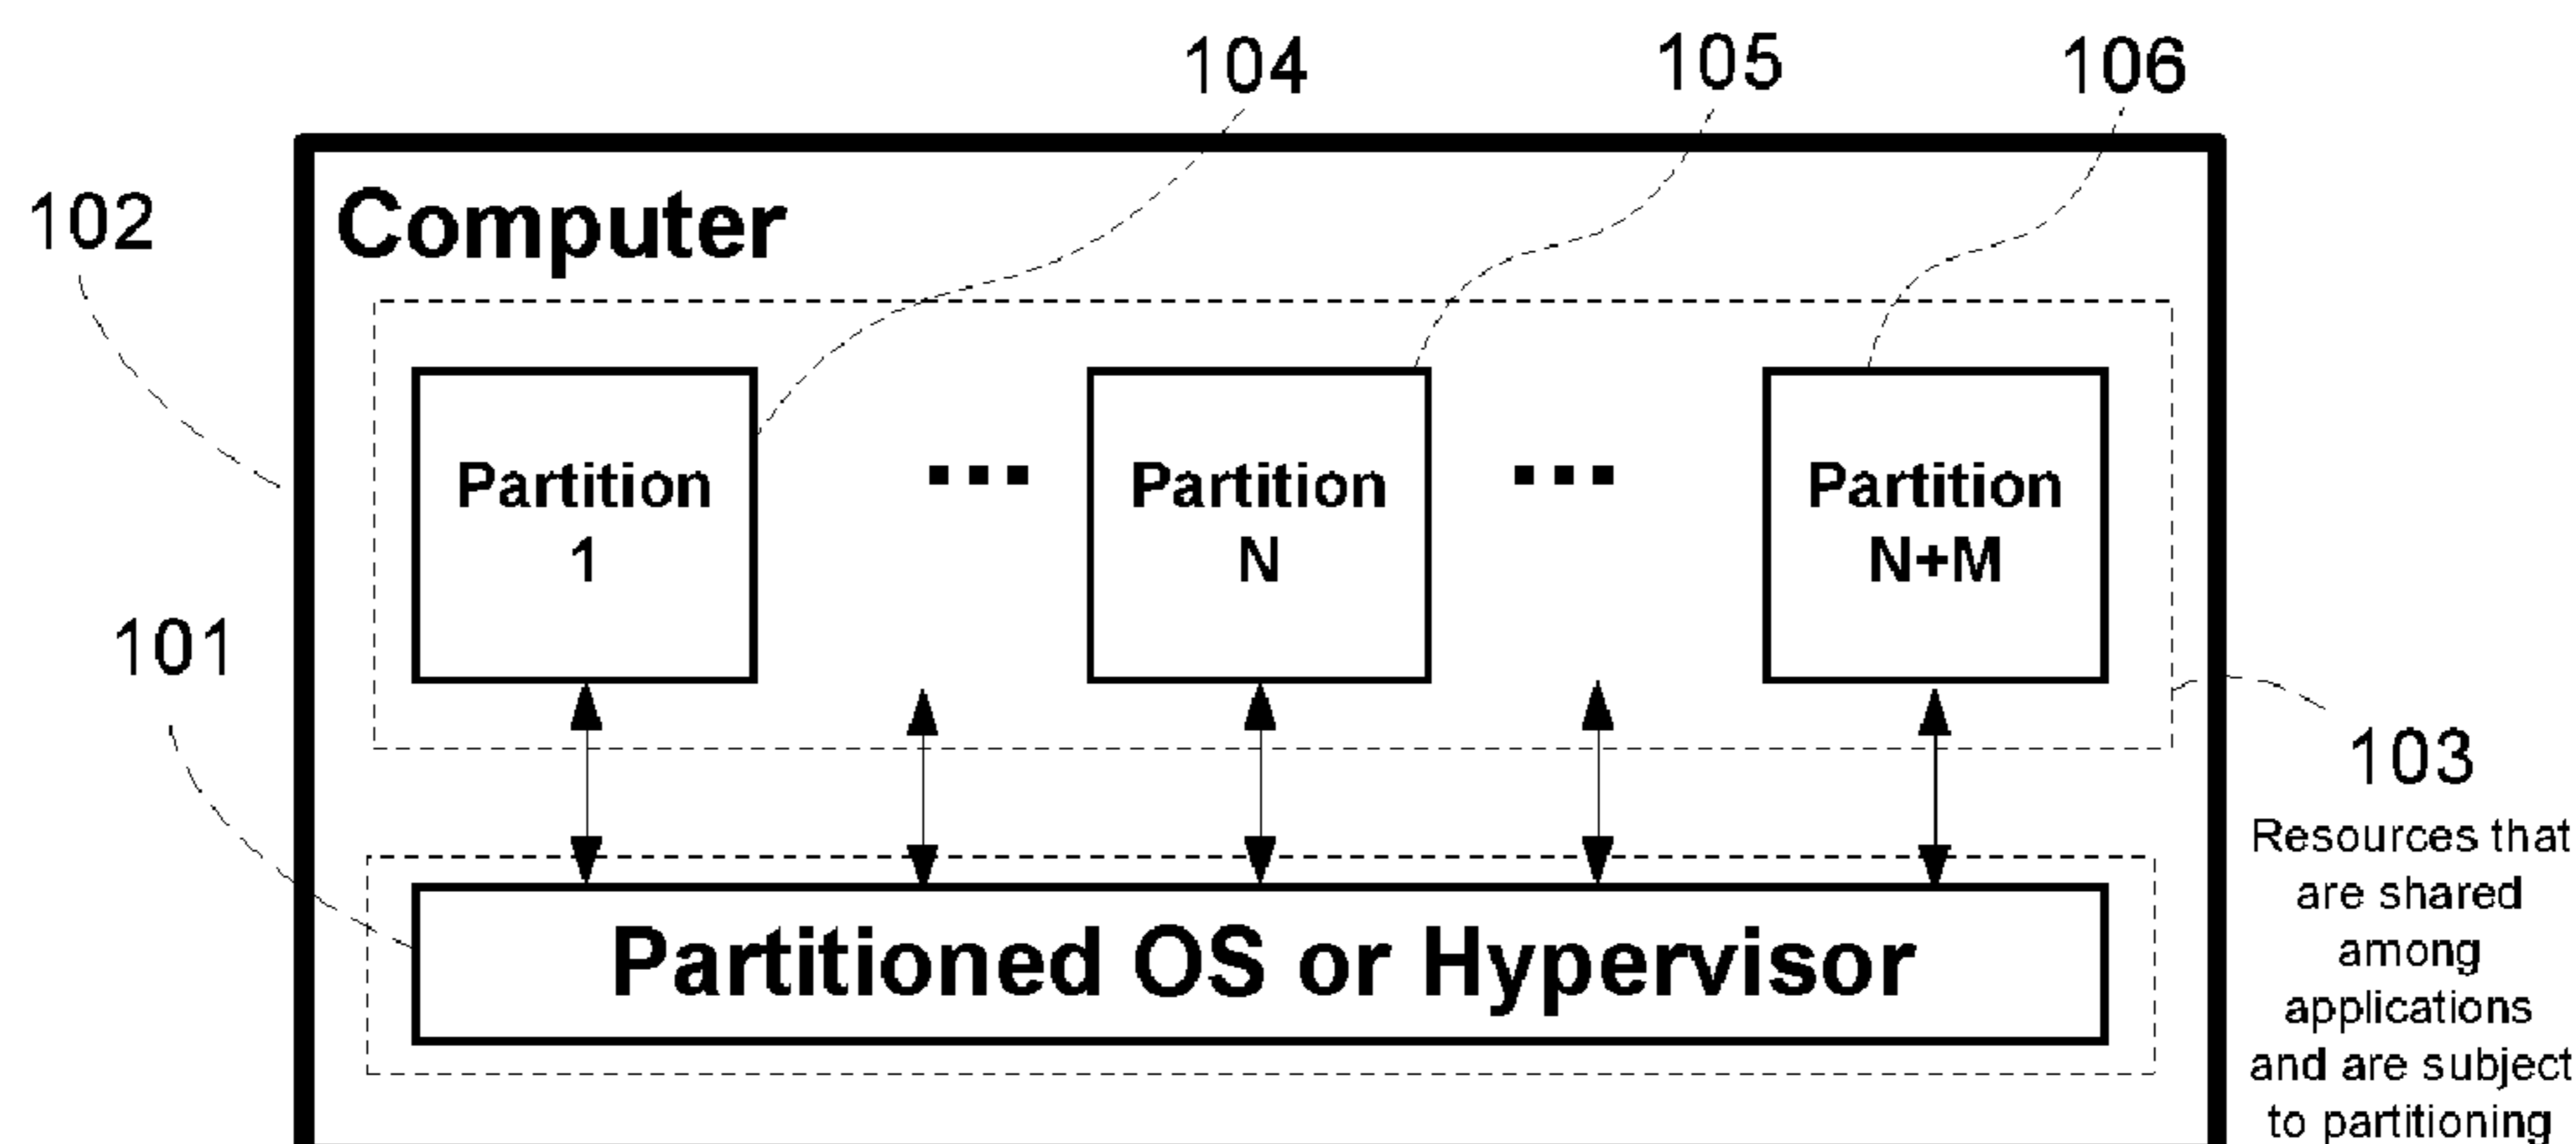 104
105
106
102
Computer
Partition
1
...
Partition
N
...
Partition
N+M
101
103
Resources that
are shared
among
applications
and are subject
to partitioning
Partitioned OS or Hypervisor